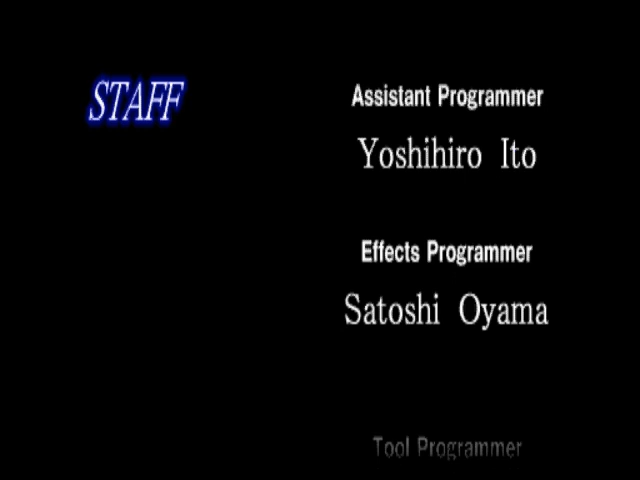 STAFF
Assistant Programmer
Yoshihiro Ito
Effects Programmer
Satoshi Oyama
Tool Programmer